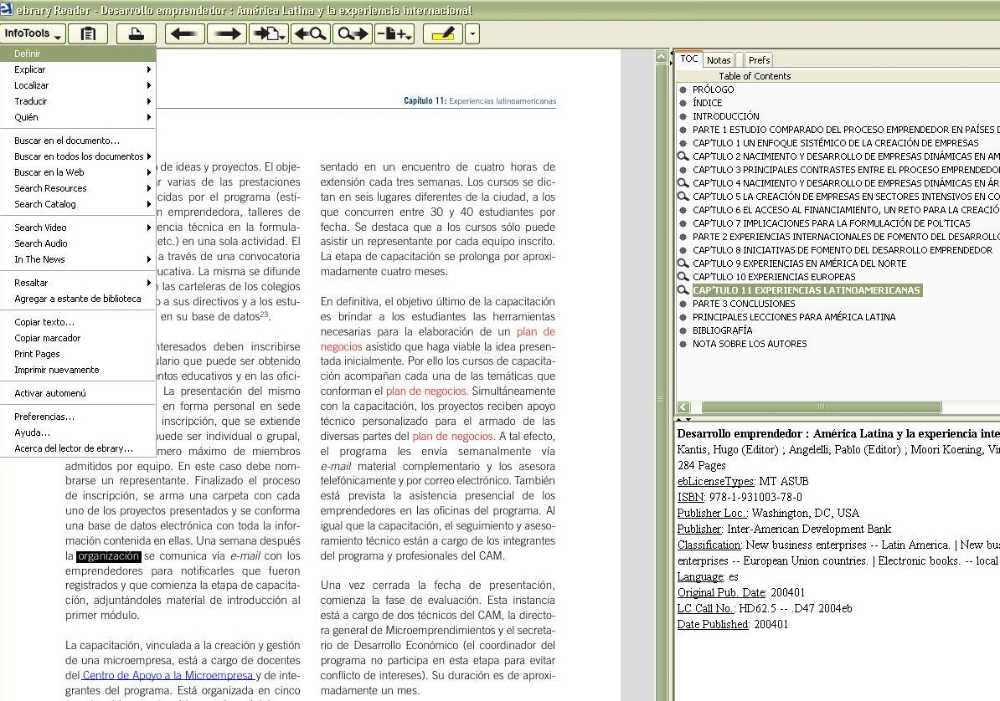 ebrary Reader - Desarrollo emprendedor : América Latina y la experiencia internacional
InfoTools
Definir
Explicar
Localizar
Traducir
Quién
Buscar en el documento...
Buscar en todos los documentos
Buscar en la Web
Search Resources
Search Catalog
Search Video
Search Audio
In The News
Resaltar
Agregar a estante de biblioteca
Copiar texto...
Copiar marcador
Print Pages
Imprimir nuevamente
Activar automenú
Preferencias...
Ayuda...
Acerca del lector de ebrary...
Capítulo 11: Experiencias latinoamericanas
de ideas y proyectos. El obje-
varias de las prestaciones
cidas por el programa (estí-
n emprendedora, talleres de
encia técnica en la formula-
etc.) en una sola actividad. El
a través de una convocatoria
ucativa. La misma se difunde
las carteleras de los colegios
o a sus directivos y a los estu-
en su base de datos23.
nteresados deben inscribirse
ulario que puede ser obtenido
ntos educativos y en las ofici-
La presentación del mismo
en forma personal en sede
inscripción, que se extiende
uede ser individual o grupal,
mero máximo de miembros
admitidos por equipo. En este caso debe nom-
brarse un representante. Finalizado el proceso
de inscripción, se arma una carpeta con cada
uno de los proyectos presentados y se conforma
una base de datos electrónica con toda la infor-
mación contenida en ellas. Una semana después
la organización se comunica vía e-mail con los
emprendedores para notificarles que fueron
registrados y que comienza la etapa de capacita-
ción, adjuntándoles material de introducción al
primer módulo.
La capacitación, vinculada a la creación y gestión
de una microempresa, está a cargo de docentes
del Centro de Apoyo a la Microempresa y de inte-
grantes del programa. Está organizada en cinco
sentado en un encuentro de cuatro horas de
extensión cada tres semanas. Los cursos se dic-
tan en seis lugares diferentes de la ciudad, a los
que concurren entre 30 y 40 estudiantes por
fecha. Se destaca que a los cursos sólo puede
asistir un representante por cada equipo inscrito.
La etapa de capacitación se prolonga por aproxi-
madamente cuatro meses.
En definitiva, el objetivo último de la capacitación
es brindar a los estudiantes las herramientas
necesarias para la elaboración de un plan de
negocios asistido que haga viable la idea presen-
tada inicialmente. Por ello los cursos de capacita-
ción acompañan cada una de las temáticas que
conforman el plan de negocios. Simultáneamente
con la capacitación, los proyectos reciben apoyo
técnico personalizado para el armado de las
diversas partes del plan de negocios. A tal efecto,
el programa les envía semanalmente vía
e-mail material complementario y los asesora
telefónicamente y por correo electrónico. También
está prevista la asistencia presencial de los
emprendedores en las oficinas del programa. Al
igual que la capacitación, el seguimiento y aseso-
ramiento técnico están a cargo de los integrantes
del programa y profesionales del CAM.
Una vez cerrada la fecha de presentación,
comienza la fase de evaluación. Esta instancia
está a cargo de dos técnicos del CAM, la directo-
ra general de Microemprendimientos y el secreta-
rio de Desarrollo Económico (el coordinador del
programa no participa en esta etapa para evitar
conflicto de intereses). Su duración es de aproxi-
madamente un mes.
TOC Notas Prefs
Table of Contents
PRÓLOGO
ÍNDICE
INTRODUCCIÓN
PARTE 1 ESTUDIO COMPARADO DEL PROCESO EMPRENDEDOR EN PAÍSES D
CAP'TULO 1 UN ENFOQUE SISTÉMICO DE LA CREACIÓN DE EMPRESAS
CAP'TULO 2 NACIMIENTO Y DESARROLLO DE EMPRESAS DINÁMICAS EN AM
CAP'TULO 3 PRINCIPALES CONTRASTES ENTRE EL PROCESO EMPRENDEDO
CAP'TULO 4 NACIMIENTO Y DESARROLLO DE EMPRESAS DINÁMICAS EN ÁR
CAP'TULO 5 LA CREACIÓN DE EMPRESAS EN SECTORES INTENSIVOS EN CO
CAP'TULO 6 EL ACCESO AL FINANCIAMIENTO, UN RETO PARA LA CREACIÓ
CAP'TULO 7 IMPLICACIONES PARA LA FORMULACIÓN DE POL'TICAS
PARTE 2 EXPERIENCIAS INTERNACIONALES DE FOMENTO DEL DESARROLLO
CAP'TULO 8 INICIATIVAS DE FOMENTO DEL DESARROLLO EMPRENDEDOR
CAP'TULO 9 EXPERIENCIAS EN AMÉRICA DEL NORTE
CAP'TULO 10 EXPERIENCIAS EUROPEAS
CAP'TULO 11 EXPERIENCIAS LATINOAMERICANAS
PARTE 3 CONCLUSIONES
PRINCIPALES LECCIONES PARA AMÉRICA LATINA
BIBLIOGRAFÍA
NOTA SOBRE LOS AUTORES
Desarrollo emprendedor : América Latina y la experiencia inte
Kantis, Hugo (Editor) ; Angelelli, Pablo (Editor) ; Moori Koening, Vi
284 Pages
ebLicenseTypes: MT ASUB
ISBN: 978-1-931003-78-0
Publisher Loc.: Washington, DC, USA
Publisher: Inter-American Development Bank
Classification: New business enterprises -- Latin America. | New bu
enterprises -- European Union countries. | Electronic books. -- local
Language: es
Original Pub. Date: 200401
LC Call No.: HD62.5 -- .D47 2004eb
Date Published: 200401